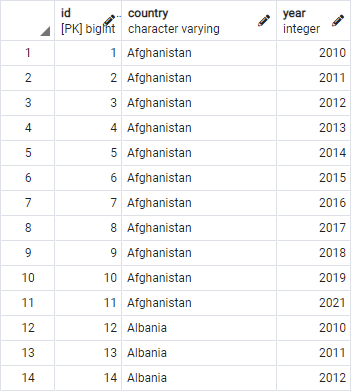 id country year
[PK] bigint character varying integer
1 1 Afghanistan 2010
2 2 Afghanistan 2011
3 3 Afghanistan 2012
4 4 Afghanistan 2013
5 5 Afghanistan 2014
6 6 Afghanistan 2015
7 7 Afghanistan 2016
8 8 Afghanistan 2017
9 9 Afghanistan 2018
10 10 Afghanistan 2019
11 11 Afghanistan 2021
12 12 Albania 2010
13 13 Albania 2011
14 14 Albania 2012